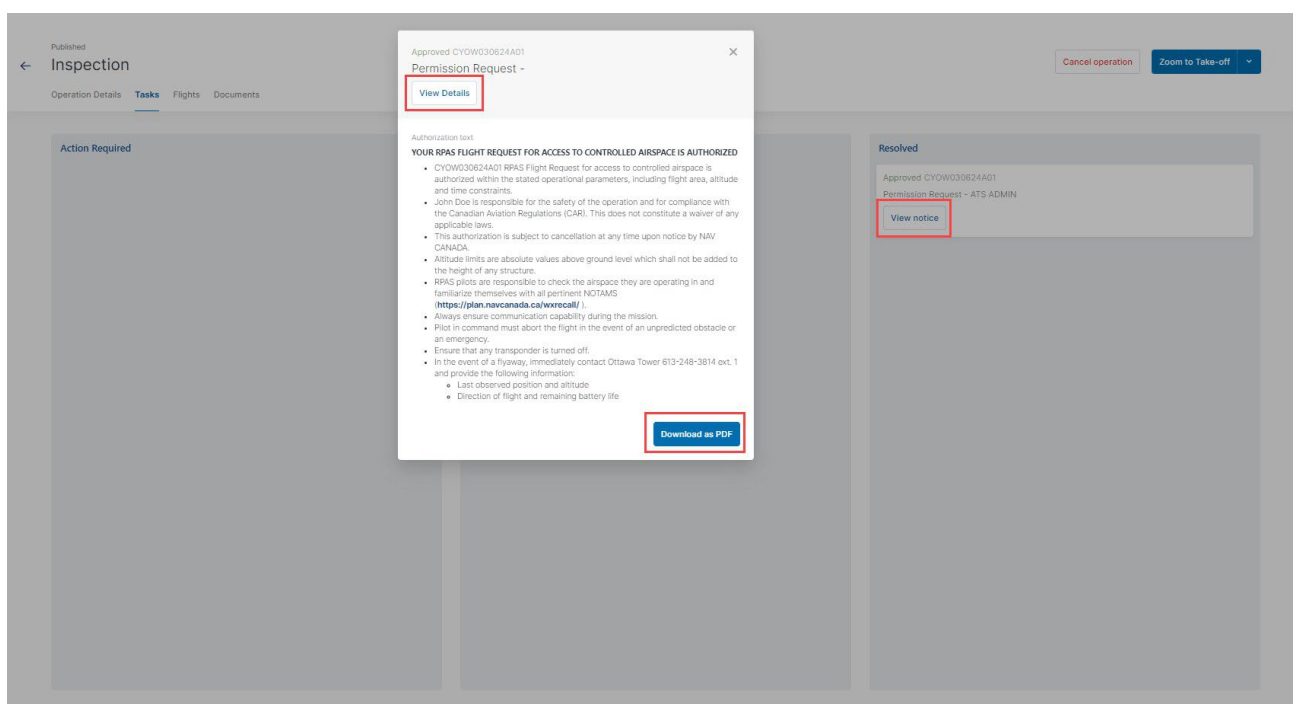 Published
← Inspection
Operation Details Tasks Flights Documents
Cancel operation
Zoom to Take-off
Action Required
Approved CYOW030624A01
Permission Request -
View Details
Authorization text
YOUR RPAS FLIGHT REQUEST FOR ACCESS TO CONTROLLED AIRSPACE IS AUTHORIZED
• CYOW030624A01 RPAS Flight Request for access to controlled airspace is
authorized within the stated operational parameters, including flight area, altitude
and time constraints.
• John Doe is responsible for the safety of the operation and for compliance with
the Canadian Aviation Regulations (CAR). This does not constitute a waiver of any
applicable laws.
• This authorization is subject to cancellation at any time upon notice by NAV
CANADA.
• Altitude limits are absolute values above ground level which shall not be added to
the height of any structure.
• RPAS pilots are responsible to check the airspace they are operating in and
familiarize themselves with all pertinent NOTAMS
(https://plan.navcanada.ca/wxrecall/ ).
• Always ensure communication capability during the mission.
• Pilot in command must abort the flight in the event of an unpredicted obstacle or
an emergency.
• Ensure that any transponder is turned off.
• In the event of a flyaway, immediately contact Ottawa Tower 613-248-3814 ext. 1
and provide the following information:
Last observed position and altitude
Direction of flight and remaining battery life
Download as PDF
Resolved
Approved CYOW030624A01
Permission Request - ATS ADMIN
View notice